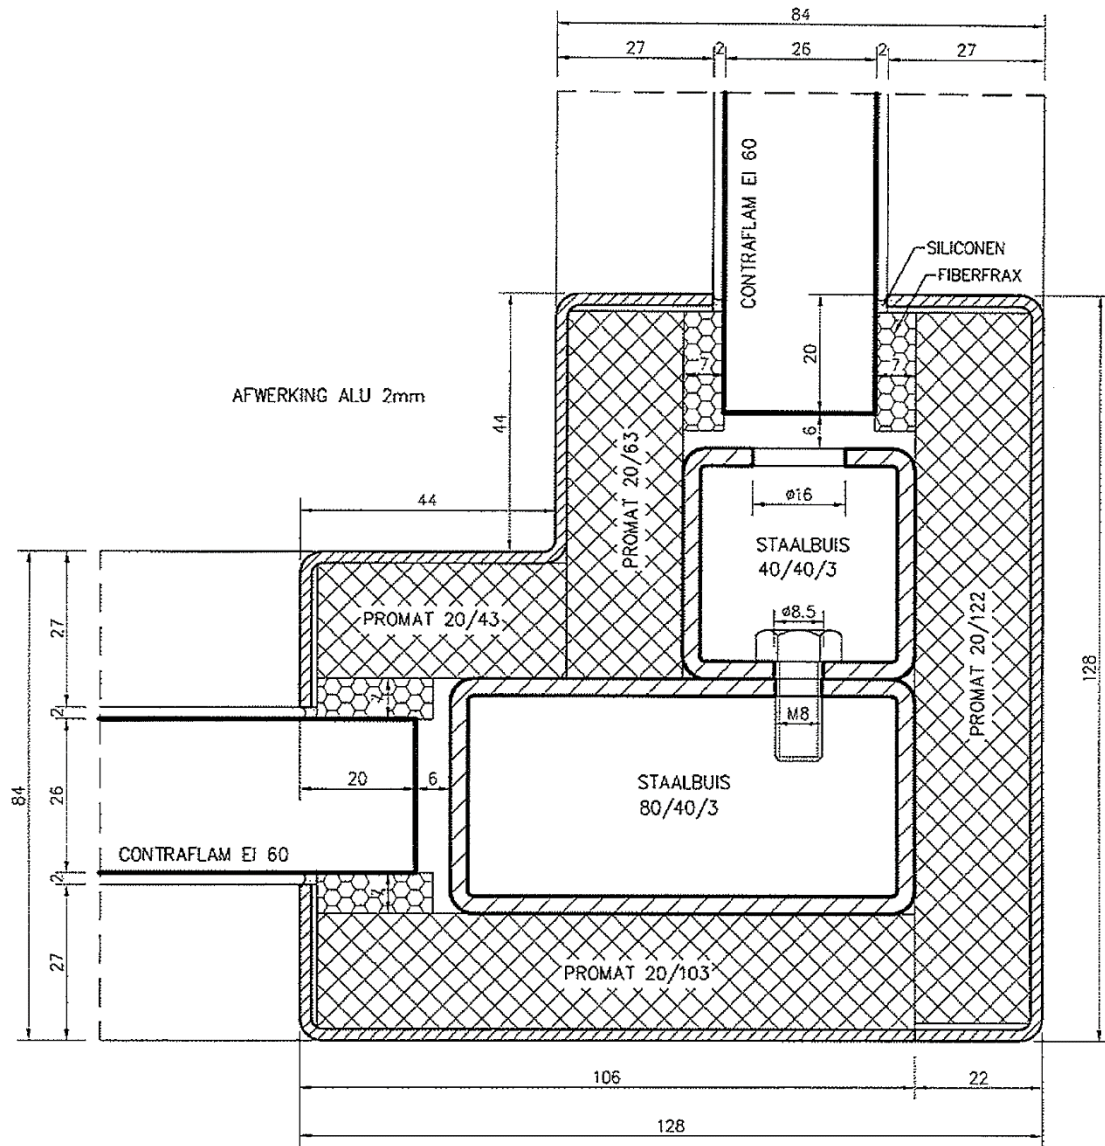 84
27
2
26
2
27
CONTRAFLAM EI 60
SILICONEN
FIBERFRAX
20
7
7
AFWERKING ALU 2mm
44
6
PROMAT 20/63
44
ø16
STAALBUIS
40/40/3
PROMAT 20/122
128
ø8.5
PROMAT 20/43
27
7
2
M8
84
26
20
6
STAALBUIS
80/40/3
CONTRAFLAM EI 60
2
7
27
PROMAT 20/103
106
22
128